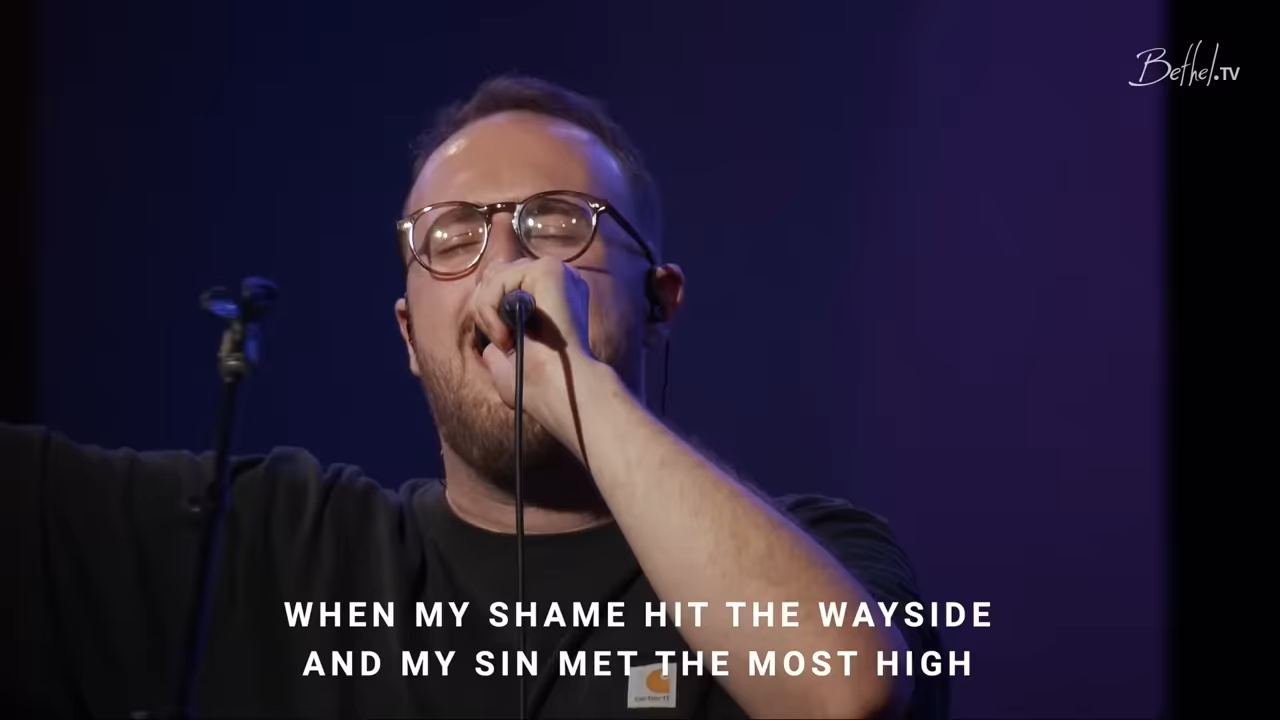 Bethel.TV
WHEN MY SHAME HIT THE WAYSIDE
AND MY SIN MET THE MOST HIGH
carhartt